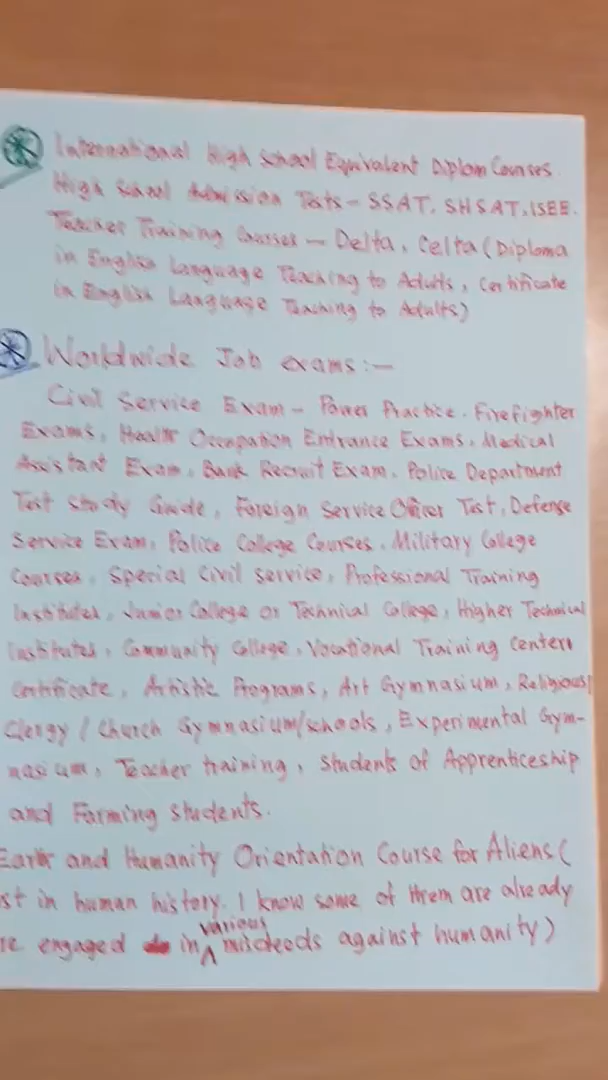 International High School Equivalent Diplom Courses.
High School Admission Tests - SSAT, SHSAT, ISEE.
Teacher Training Courses - Delta, Celta (Diploma
in English Language Teaching to Adults, Certificate
in English Language Teaching to Adults)
Worldwide Job exams :-
Civil Service Exam - Power Practice, Firefighter
Exams, Health Occupation Entrance Exams, Medical
Assistant Exam, Bank Recruit Exam, Police Department
Test Study Guide, Foreign Service Officer Test, Defense
Service Exam, Police College Courses, Military College
Courses, Special Civil Service, Professional Training
Institutes, Junior College or Technical College, Higher Technical
Institutes, Community College, Vocational Training Center
Certificate, Artistic Programs, Art Gymnasium, Religious/
Clergy / Church Gymnasium/schools, Experimental Gym-
nasium, Teacher training, Students of Apprenticeship
and Farming students.
Earth and Humanity Orientation Course for Aliens (
in human history. I know some of them are already
engaged in various misdeeds against humanity)